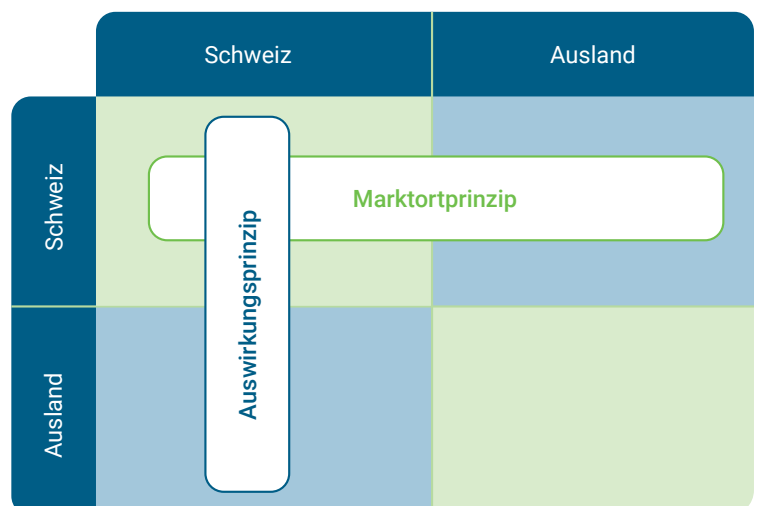 Schweiz
Ausland
Schweiz
Marktortprinzip
Auswirkungsprinzip
Ausland